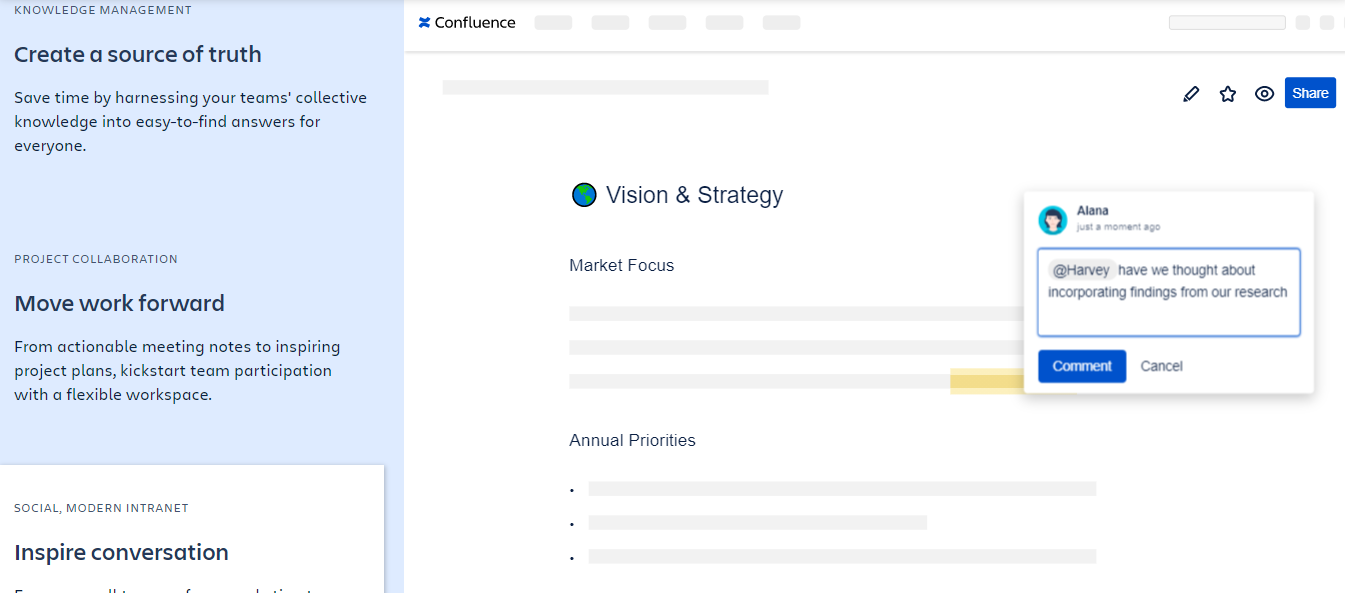 KNOWLEDGE MANAGEMENT
Create a source of truth
Save time by harnessing your teams' collective
knowledge into easy-to-find answers for
everyone.
PROJECT COLLABORATION
Move work forward
From actionable meeting notes to inspiring
project plans, kickstart team participation
with a flexible workspace.
SOCIAL, MODERN INTRANET
Inspire conversation
Confluence
Share
Vision & Strategy
Market Focus
Alana
just a moment ago
@Harvey have we thought about
incorporating findings from our research
Comment Cancel
Annual Priorities